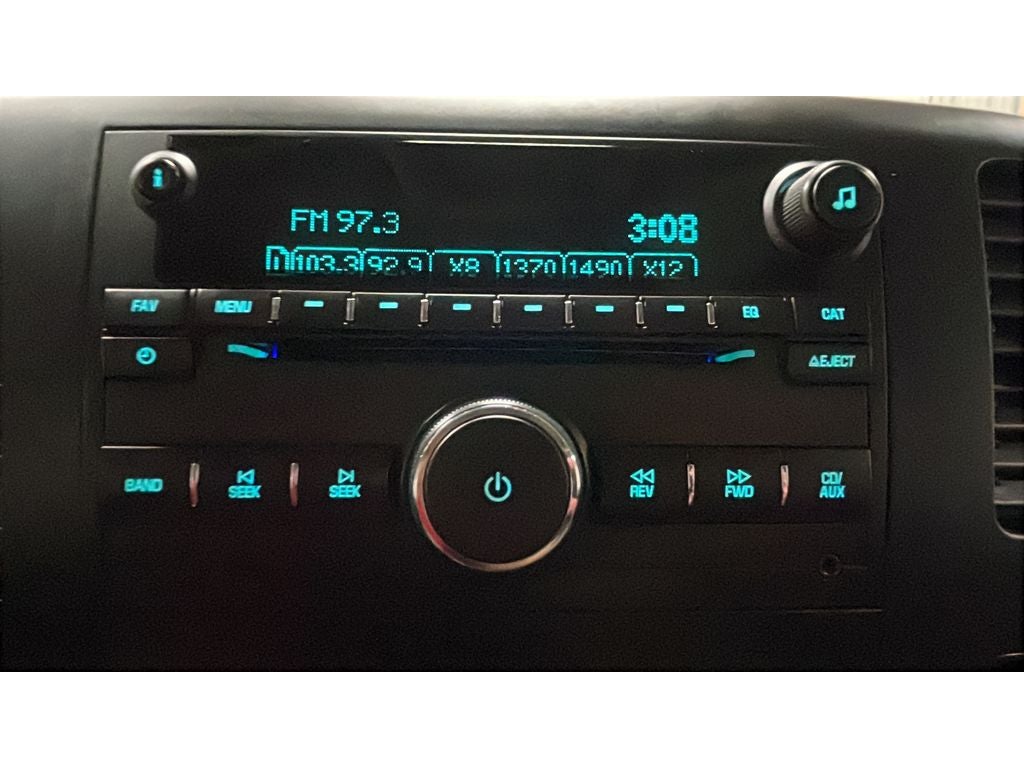 i
FM 97.3 3:08
103.3 92.9 X8 1370 1490 X12
FAV MENU EQ CAT
EJECT
BAND SEEK SEEK REV FWD CD/
AUX